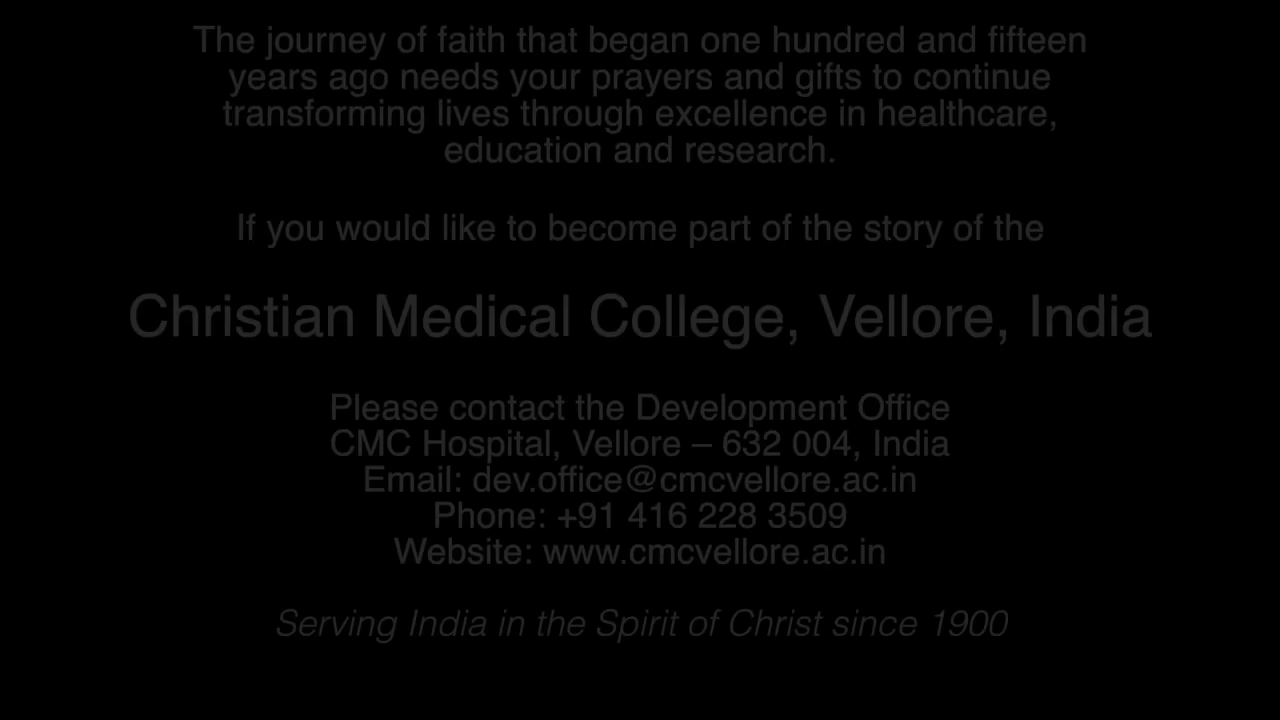 The journey of faith that began one hundred and fifteen
years ago needs your prayers and gifts to continue
transforming lives through excellence in healthcare,
education and research.
If you would like to become part of the story of the
Christian Medical College, Vellore, India
Please contact the Development Office
CMC Hospital, Vellore – 632 004, India
Email: dev.office@cmcvellore.ac.in
Phone: +91 416 228 3509
Website: www.cmcvellore.ac.in
Serving India in the Spirit of Christ since 1900